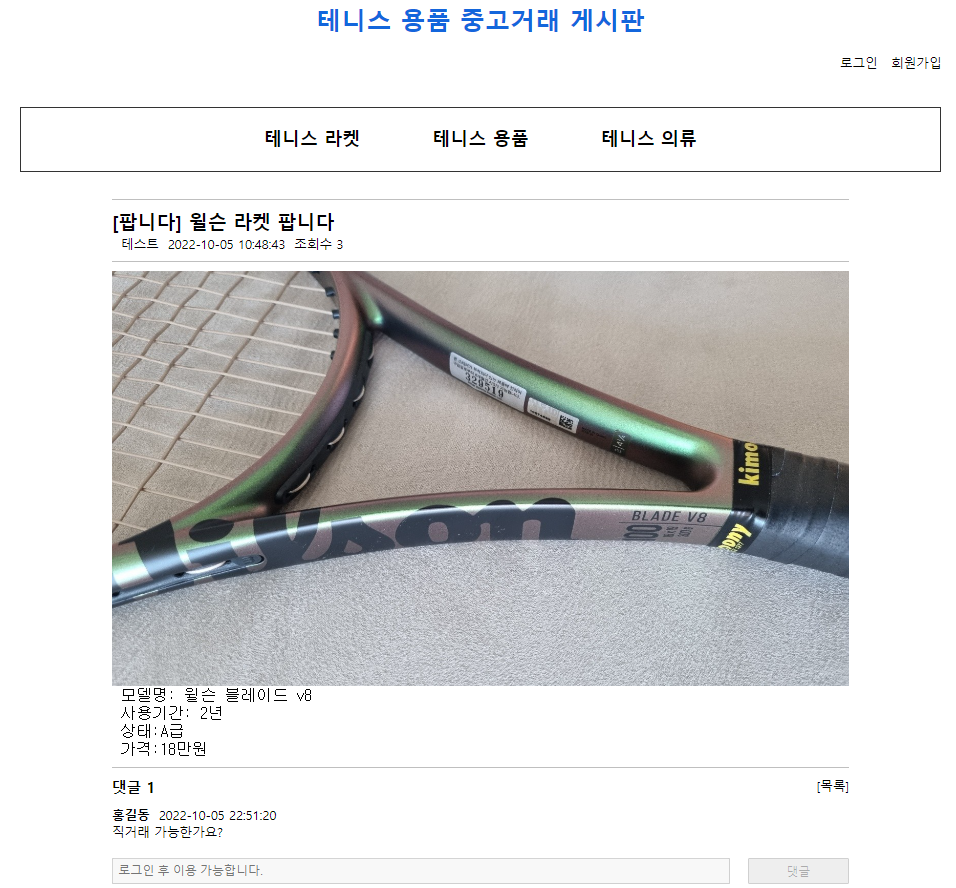 테니스 용품 중고거래 게시판
로그인 회원가입
테니스 라켓 테니스 용품 테니스 의류
[팝니다] 윌슨 라켓 팝니다
테스트 2022-10-05 10:48:43 조회수 3
329519
kimo
Wilson
BLADE V8
100
mony
모델명: 윌슨 블레이드 v8
사용기간: 2년
상태:A급
가격:18만원
댓글 1 [목록]
홍길동 2022-10-05 22:51:20
직거래 가능한가요?
로그인 후 이용 가능합니다. 댓글